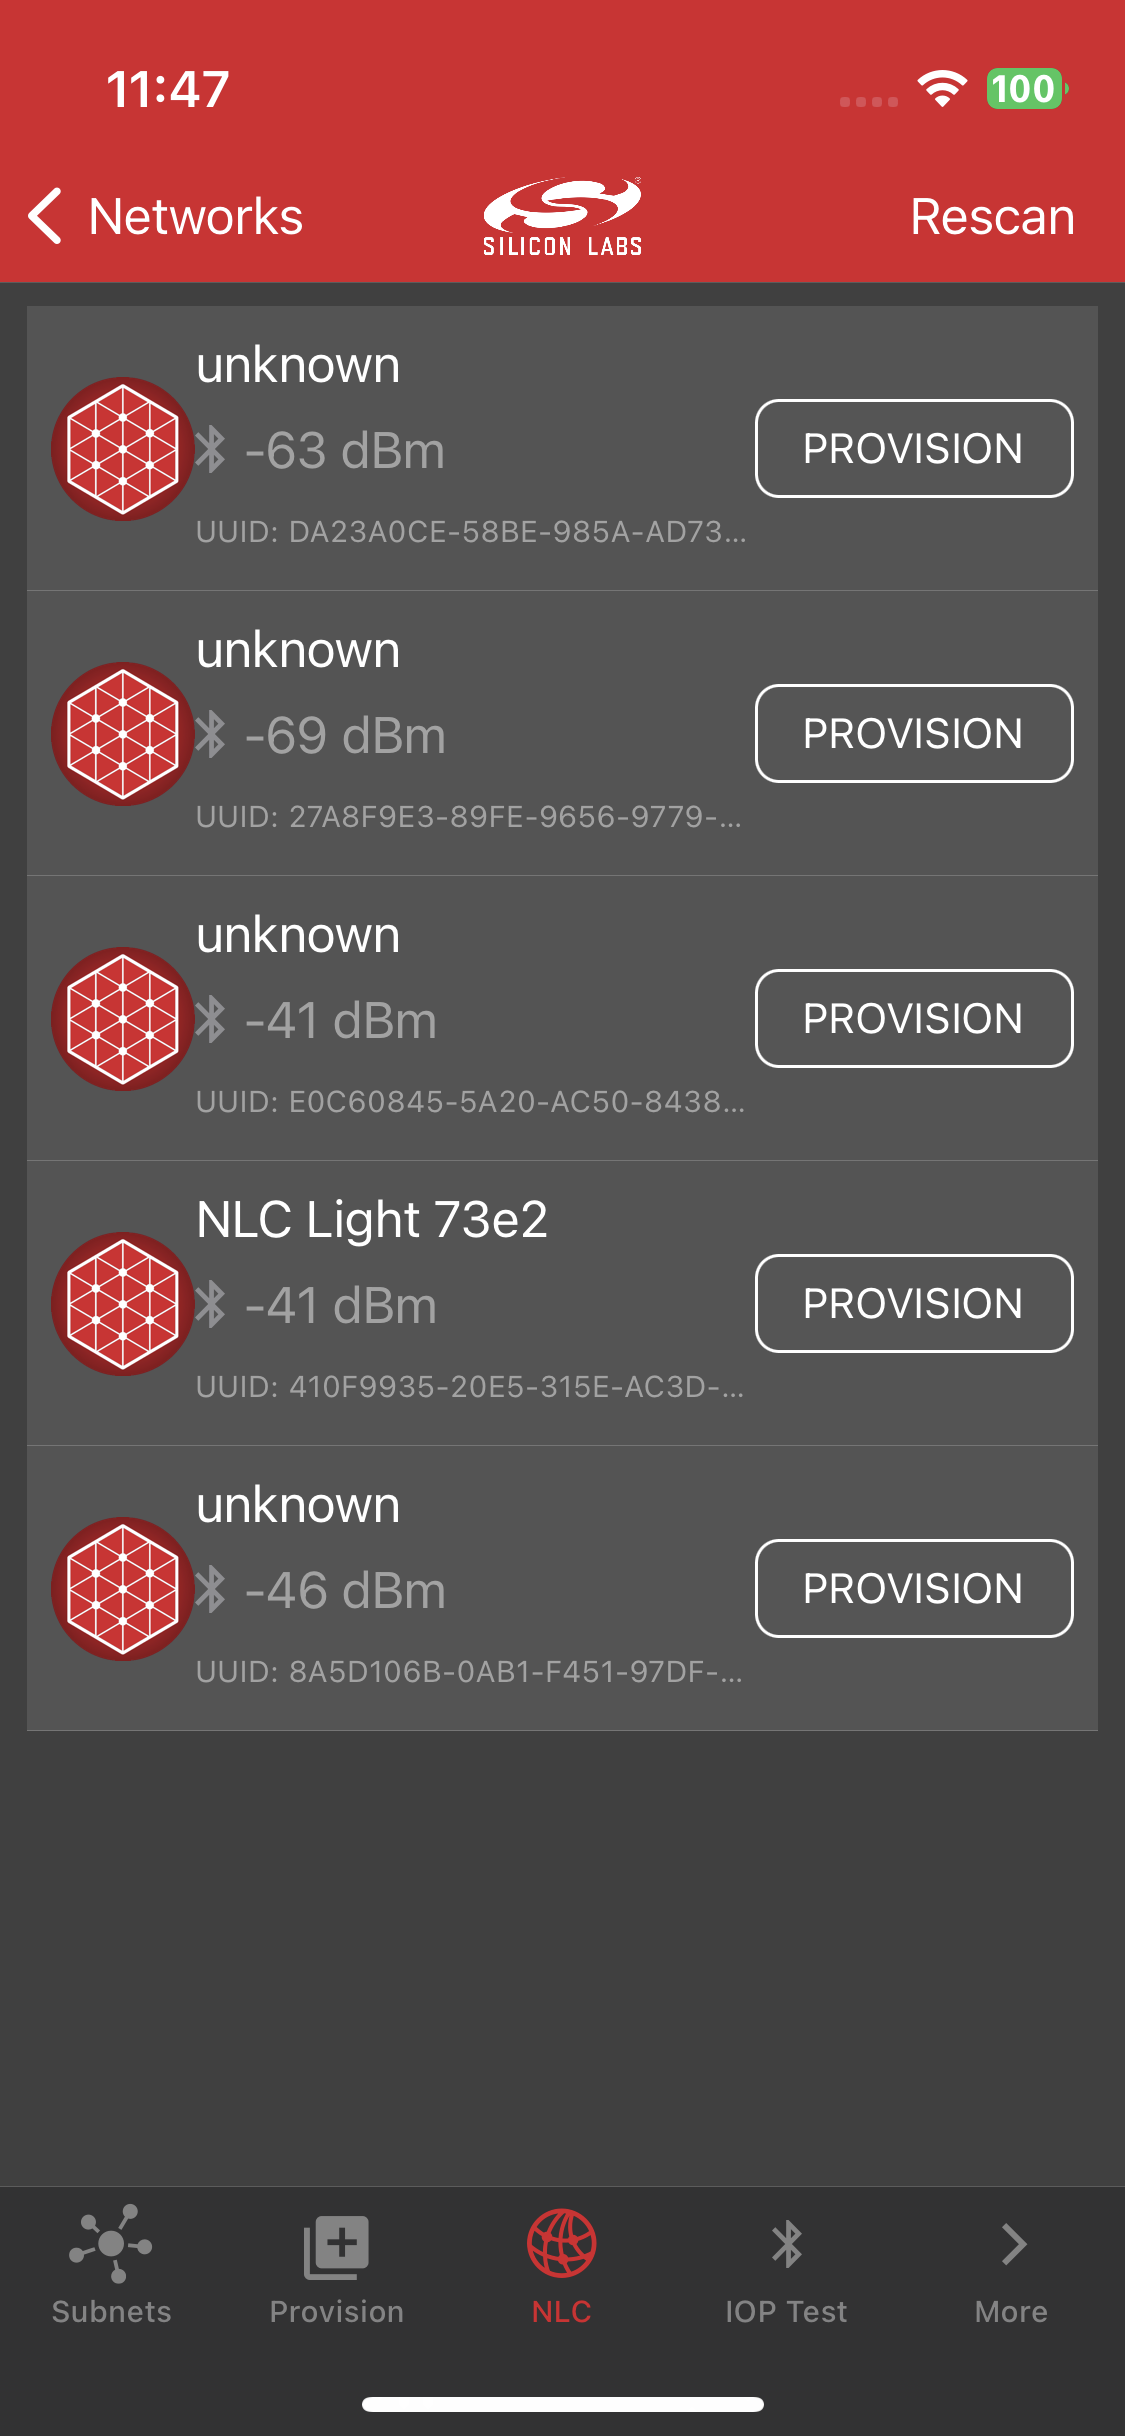 11:47
100
Networks
SILICON LABS
Rescan
unknown
-63 dBm
UUID: DA23A0CE-58BE-985A-AD73...
PROVISION
unknown
-69 dBm
UUID: 27A8F9E3-89FE-9656-9779-...
PROVISION
unknown
-41 dBm
UUID: E0C60845-5A20-AC50-8438...
PROVISION
NLC Light 73e2
-41 dBm
UUID: 410F9935-20E5-315E-AC3D-...
PROVISION
unknown
-46 dBm
UUID: 8A5D106B-0AB1-F451-97DF-...
PROVISION
Subnets
Provision
NLC
IOP Test
More